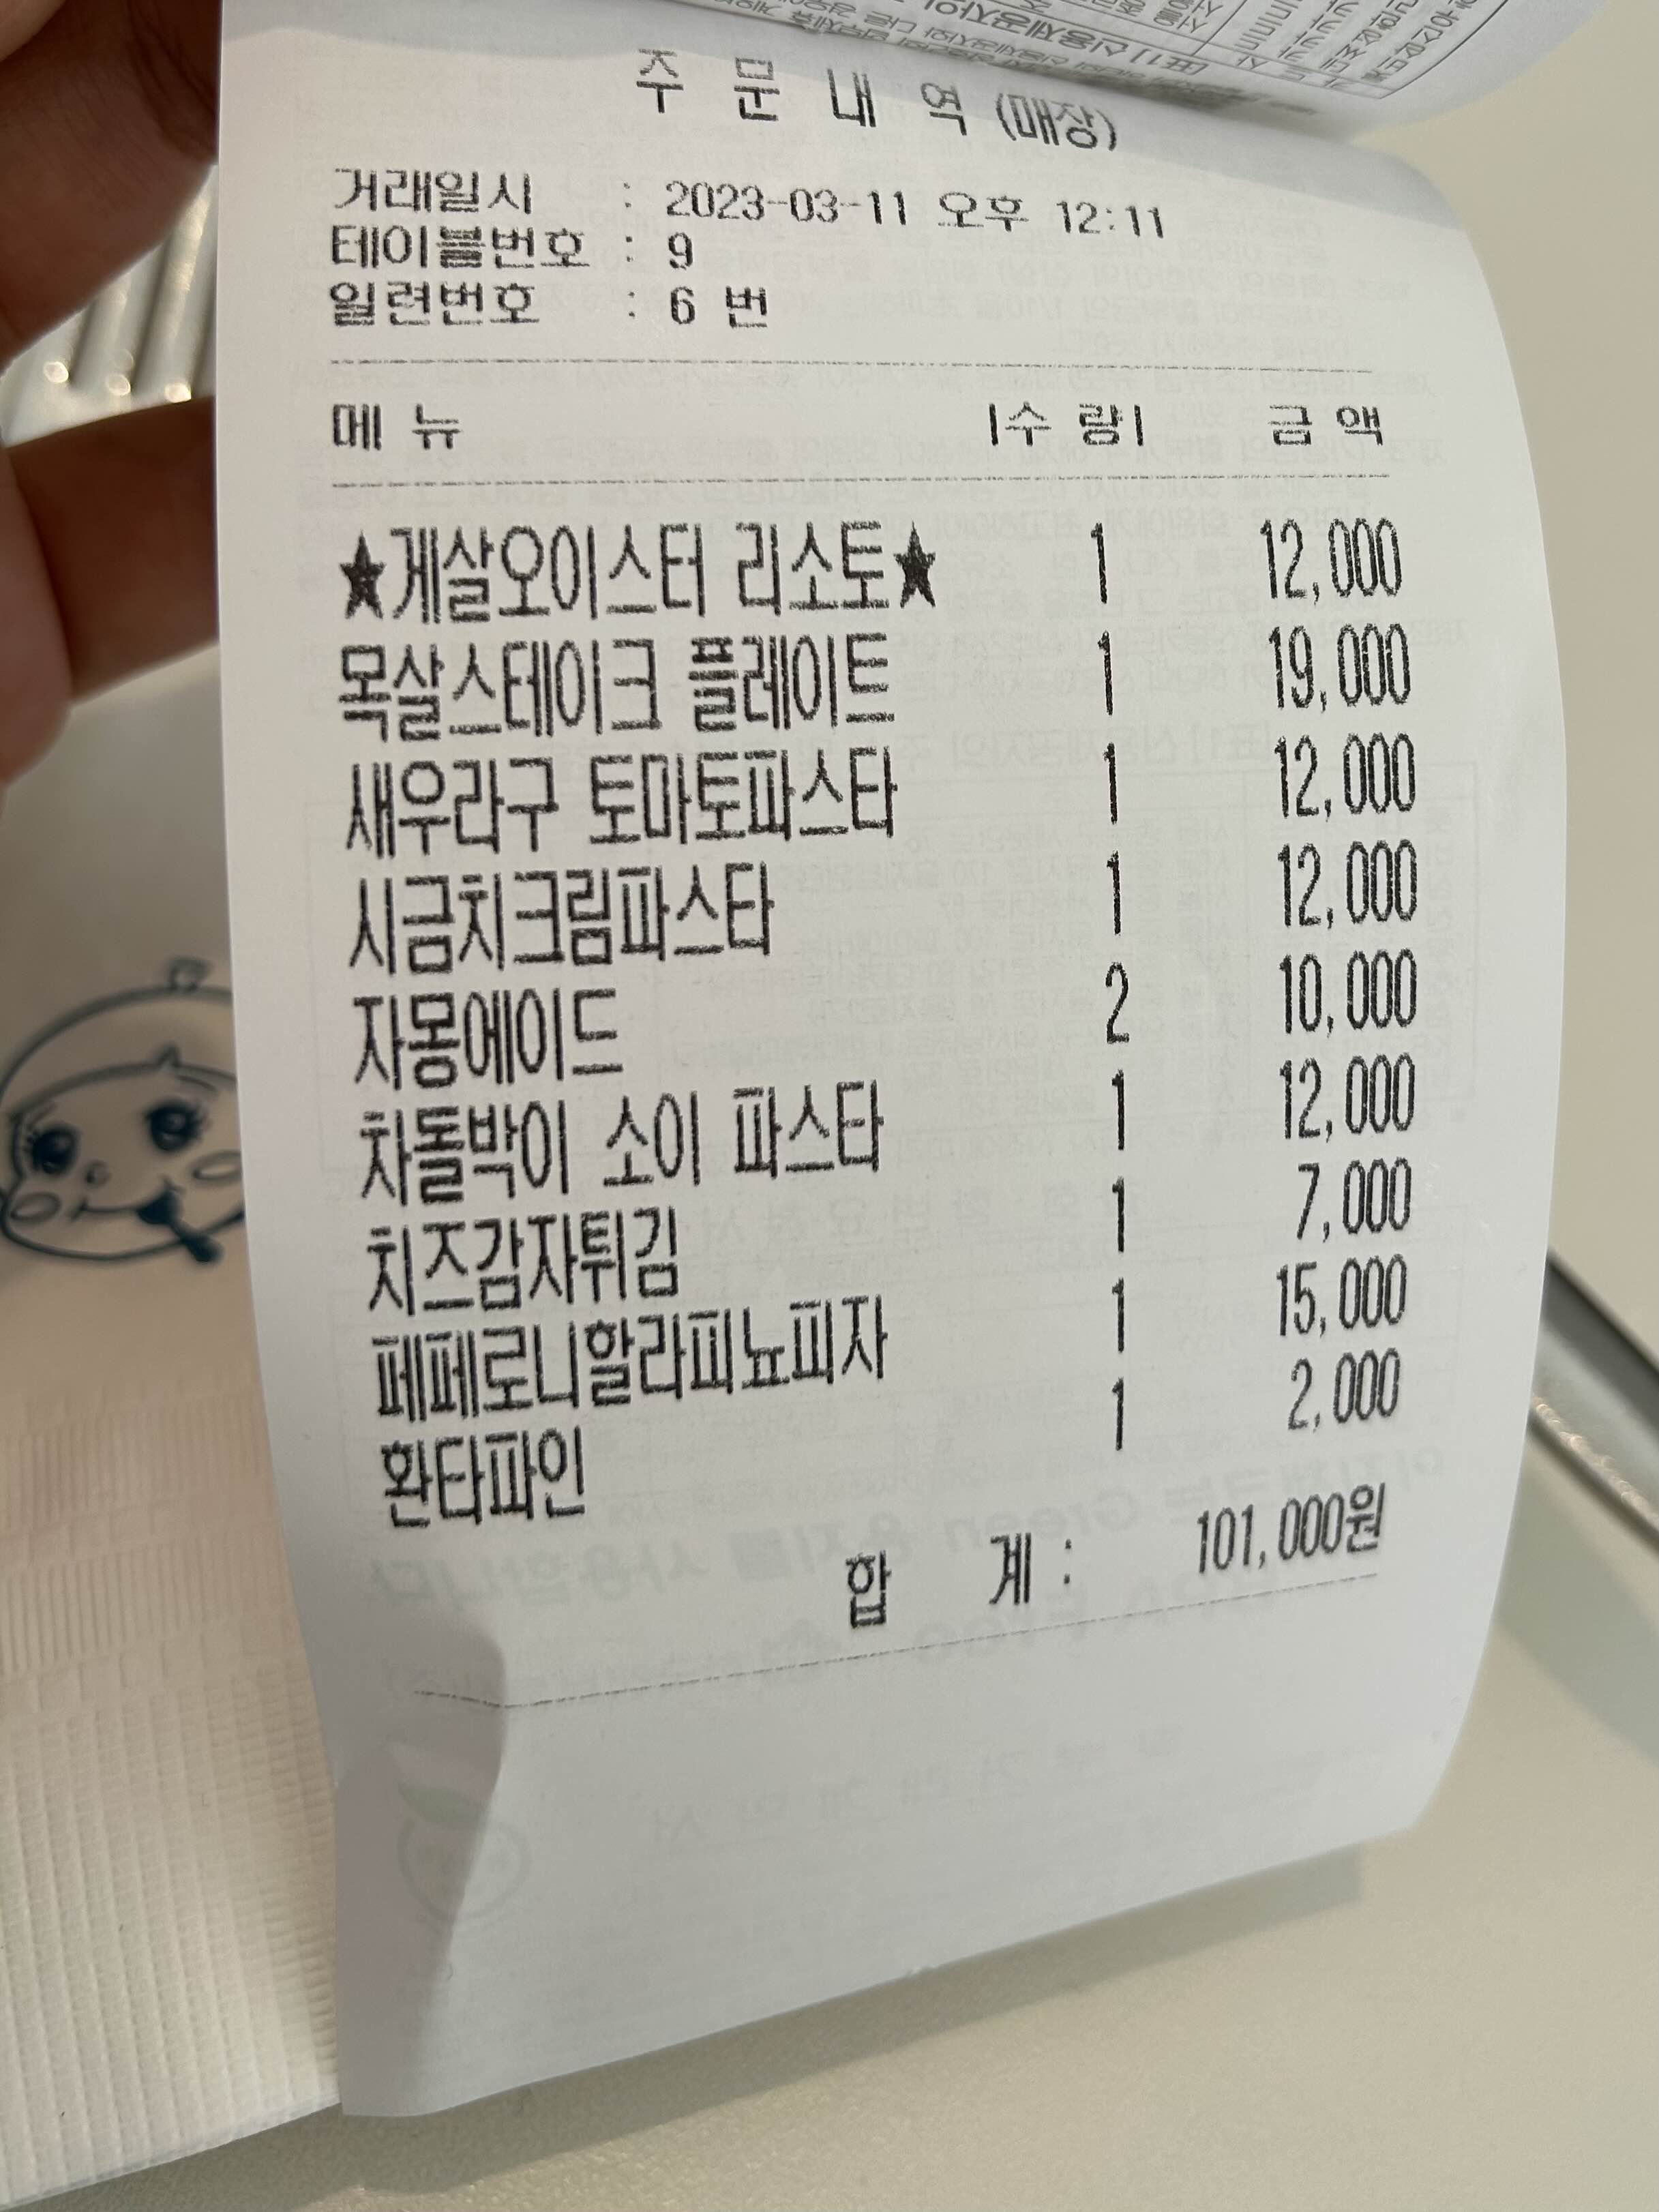 주 문 내 역 (매장)
거래일시 : 2023-03-11 오후 12:11
테이블번호 : 9
일련번호 : 6 번
메 뉴 |수 량| 금 액
★게살오이스터 리소토★ 1 12,000
목살스테이크 플레이트 1 19,000
새우라구 토마토파스타 1 12,000
시금치크림파스타 1 12,000
자몽에이드 2 10,000
차돌박이 소이 파스타 1 12,000
치즈감자튀김 1 7,000
페페로니할라피뇨피자 1 15,000
환타파인 1 2,000
합 계 : 101,000원